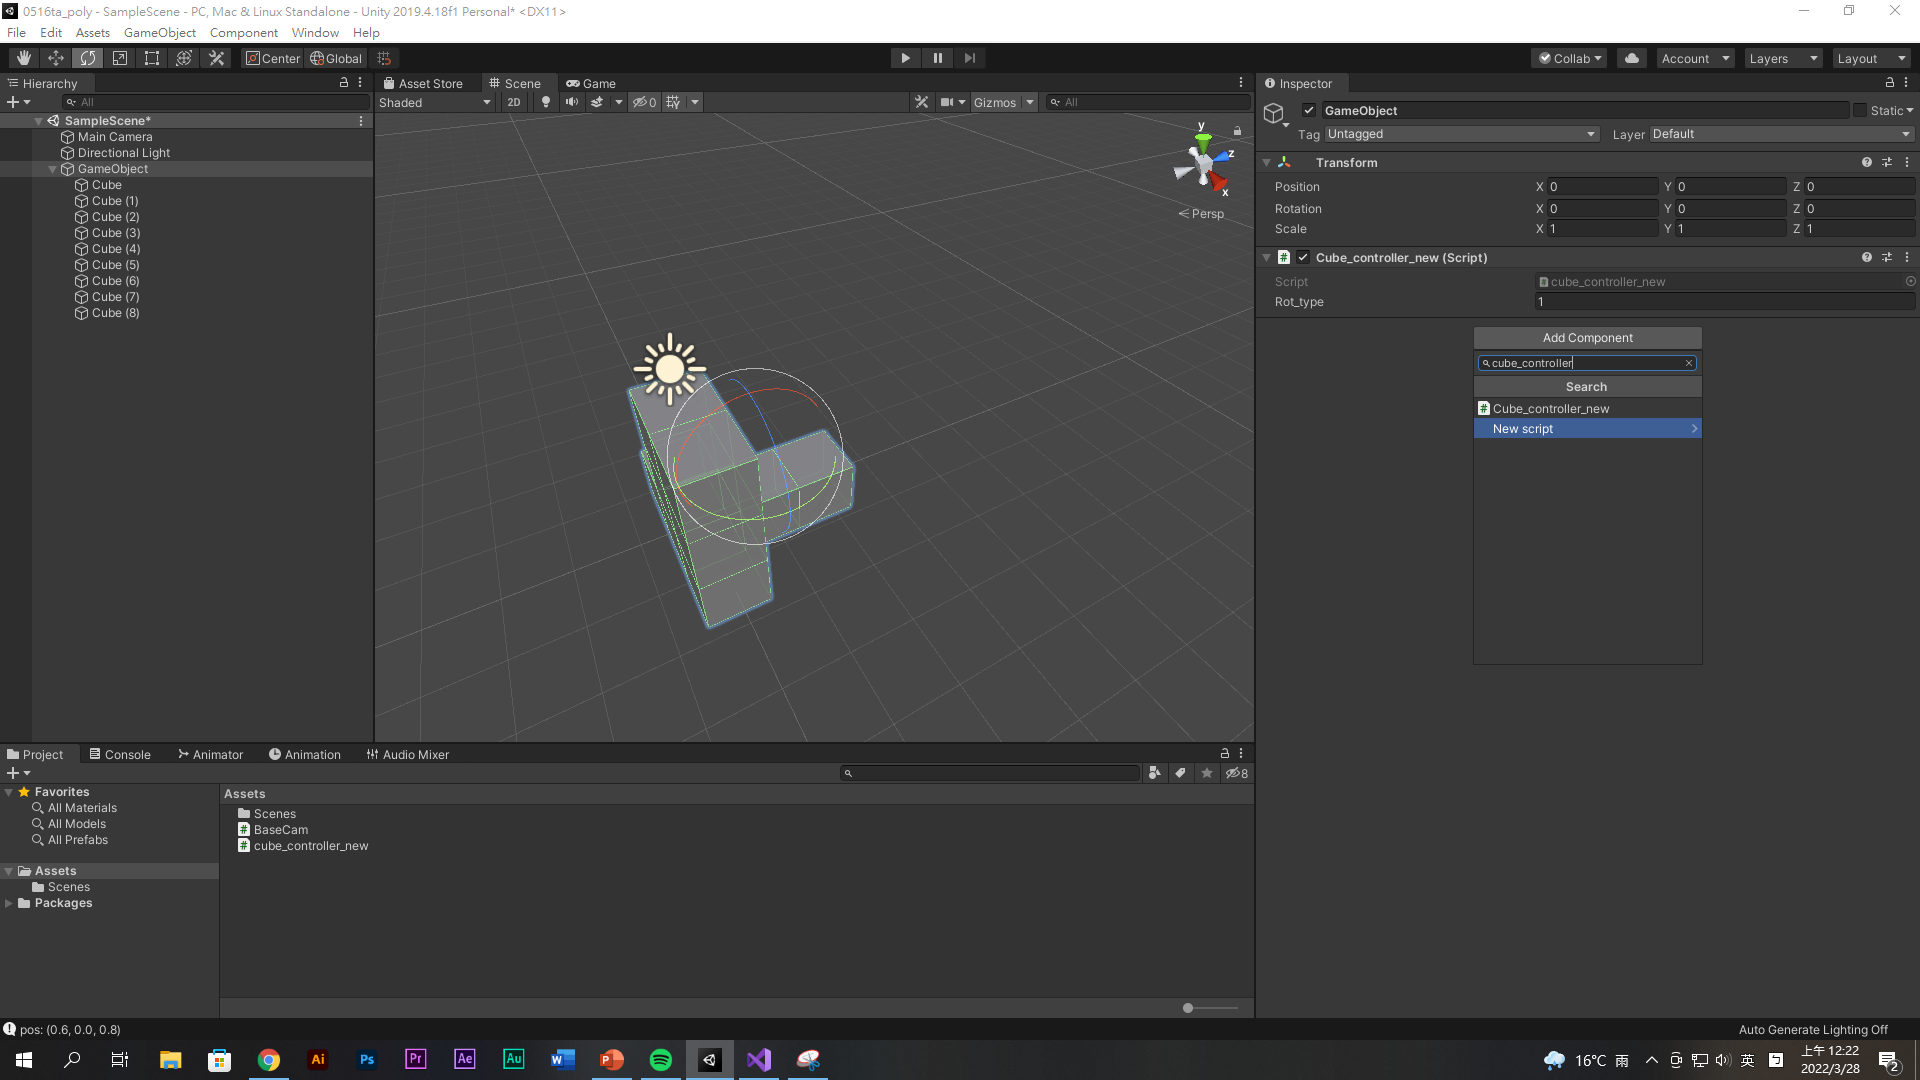 0516ta_poly - SampleScene - PC, Mac & Linux Standalone - Unity 2019.4.18f1 Personal* <DX11>
File Edit Assets GameObject Component Window Help
Center Global Collab Account Layers Layout
Hierarchy
All
SampleScene*
Main Camera
Directional Light
GameObject
Cube
Cube (1)
Cube (2)
Cube (3)
Cube (4)
Cube (5)
Cube (6)
Cube (7)
Cube (8)
Asset Store Scene Game
Shaded 2D 0 Gizmos All
y
z
x
Persp
Inspector
GameObject Static
Tag Untagged Layer Default
Transform
Position X 0 Y 0 Z 0
Rotation X 0 Y 0 Z 0
Scale X 1 Y 1 Z 1
# Cube_controller_new (Script)
Script cube_controller_new
Rot_type 1
Add Component
cube_controller
Search
# Cube_controller_new
New script
Project Console Animator Animation Audio Mixer
8
Favorites
All Materials
All Models
All Prefabs
Assets
Scenes
Packages
Assets
Scenes
# BaseCam
# cube_controller_new
pos: (0.6, 0.0, 0.8) Auto Generate Lighting Off
Ai Ps Pr Ae Au W P
16°C 雨 英
上午 12:22
2022/3/28
2